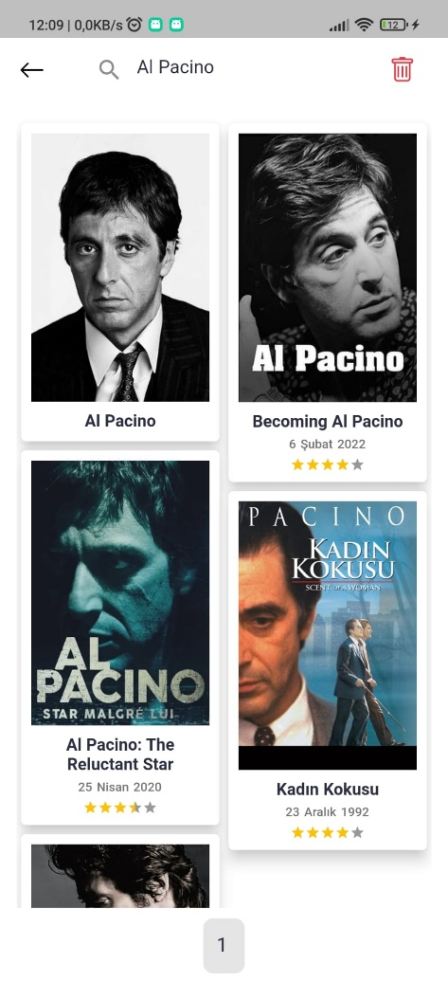 12:09 | 0,0KB/s
12
Al Pacino
Al Pacino
Al Pacino
Becoming Al Pacino
6 Şubat 2022
AL
PACINO
STAR MALGRÉ LUI
Al Pacino: The
Reluctant Star
25 Nisan 2020
PACINO
KADIN
KOKUSU
SCENT OF A WOMAN
Kadın Kokusu
23 Aralık 1992
1